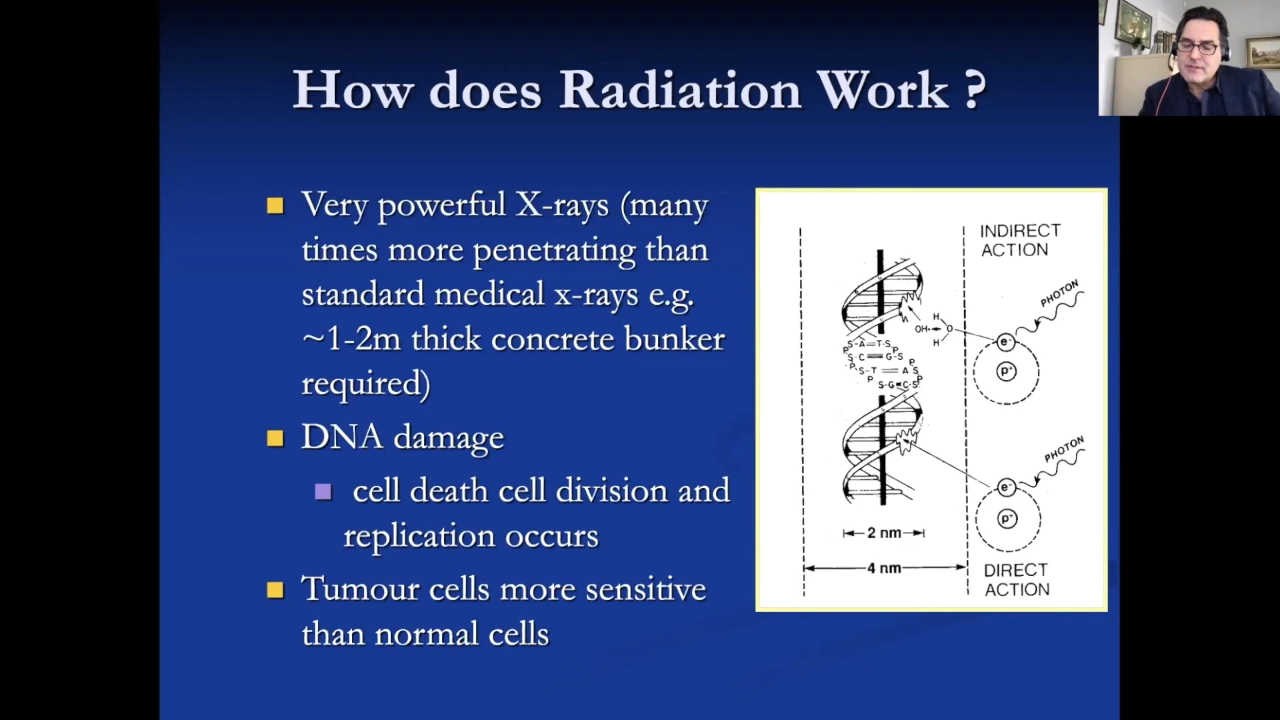 How does Radiation Work ?
Very powerful X-rays (many
times more penetrating than
standard medical x-rays e.g.
~1-2m thick concrete bunker
required)
DNA damage
cell death cell division and
replication occurs
Tumour cells more sensitive
than normal cells
INDIRECT
ACTION
PHOTON
H
OH• O
H
e-
p+
S-A=TS
P P
S C G-S
P P
S-T A S
P P
S-G C-S
PHOTON
e-
p+
2 nm
4 nm
DIRECT
ACTION